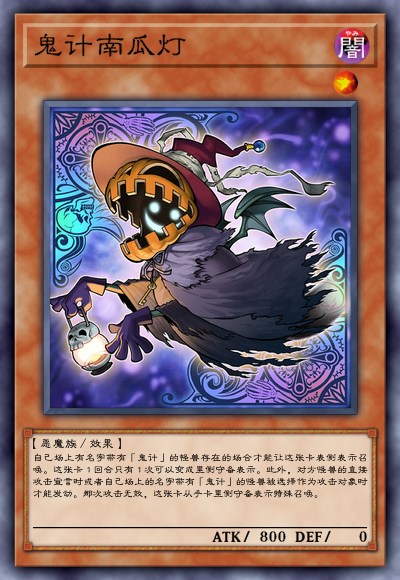 鬼计南瓜灯
やみ
闇
【恶魔族／效果】
自己场上有名字带有「鬼计」的怪兽存在的场合才能让这张卡表侧表示召
唤。这张卡1回合只有1次可以变成里侧守备表示。此外，对方怪兽的直接
攻击宣言时或者自己场上的名字带有「鬼计」的怪兽被选择作为攻击对象时
才能发动。那次攻击无效，这张卡从手卡里侧守备表示特殊召唤。
ATK/ 800 DEF/ 0